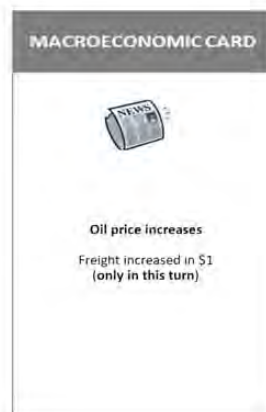 MACROECONOMIC CARD
NEWS
Oil price increases
Freight increased in $1
(only in this turn)